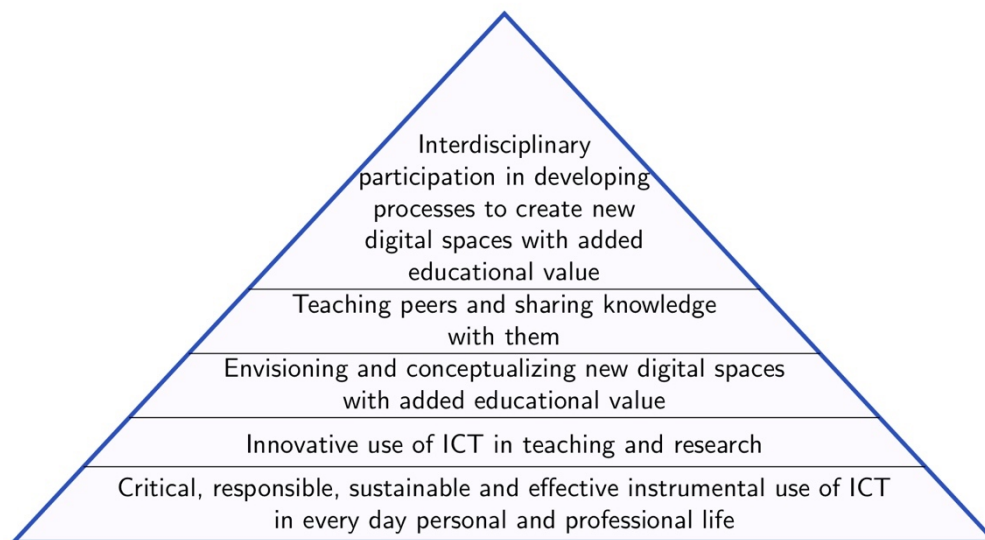 Interdisciplinary
participation in developing
processes to create new
digital spaces with added
educational value
Teaching peers and sharing knowledge
with them
Envisioning and conceptualizing new digital spaces
with added educational value
Innovative use of ICT in teaching and research
Critical, responsible, sustainable and effective instrumental use of ICT
in every day personal and professional life